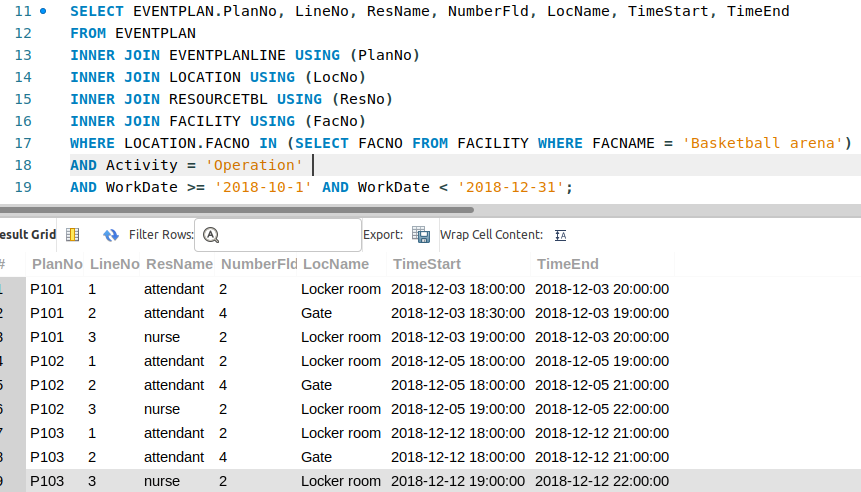 11 SELECT EVENTPLAN.PlanNo, LineNo, ResName, NumberFld, LocName, TimeStart, TimeEnd
12 FROM EVENTPLAN
13 INNER JOIN EVENTPLANLINE USING (PlanNo)
14 INNER JOIN LOCATION USING (LocNo)
15 INNER JOIN RESOURCETBL USING (ResNo)
16 INNER JOIN FACILITY USING (FacNo)
17 WHERE LOCATION.FACNO IN (SELECT FACNO FROM FACILITY WHERE FACNAME = 'Basketball arena')
18 AND Activity = 'Operation'
19 AND WorkDate >= '2018-10-1' AND WorkDate < '2018-12-31';
esult Grid Filter Rows: Export: Wrap Cell Content: IA
# PlanNo LineNo ResName NumberFld LocName TimeStart TimeEnd
1 P101 1 attendant 2 Locker room 2018-12-03 18:00:00 2018-12-03 20:00:00
2 P101 2 attendant 4 Gate 2018-12-03 18:30:00 2018-12-03 19:00:00
3 P101 3 nurse 2 Locker room 2018-12-03 19:00:00 2018-12-03 20:00:00
4 P102 1 attendant 2 Locker room 2018-12-05 18:00:00 2018-12-05 19:00:00
5 P102 2 attendant 4 Gate 2018-12-05 18:00:00 2018-12-05 21:00:00
6 P102 3 nurse 2 Locker room 2018-12-05 19:00:00 2018-12-05 22:00:00
7 P103 1 attendant 2 Locker room 2018-12-12 18:00:00 2018-12-12 21:00:00
8 P103 2 attendant 4 Gate 2018-12-12 18:00:00 2018-12-12 21:00:00
9 P103 3 nurse 2 Locker room 2018-12-12 19:00:00 2018-12-12 22:00:00